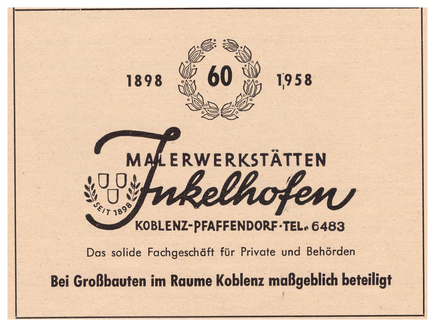 1898 60 1958
MALERWERKSTÄTTEN
Inkelhofen
SEIT 1898
KOBLENZ-PFAFFENDORF·TEL. 6483
Das solide Fachgeschäft für Private und Behörden
Bei Großbauten im Raume Koblenz maßgeblich beteiligt